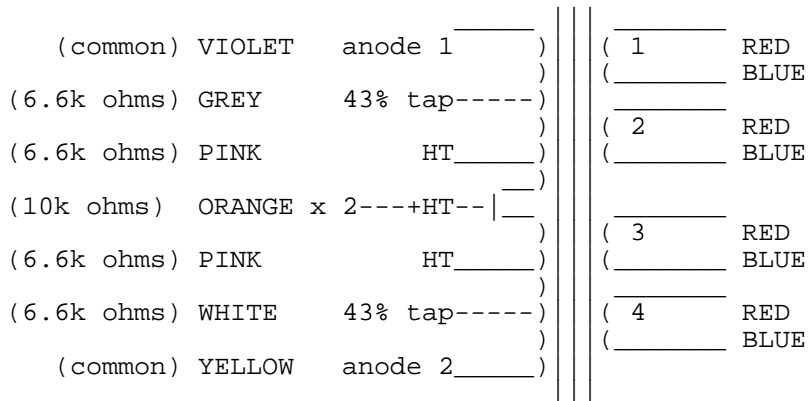 (common) VIOLET anode 1 1 RED
BLUE
(6.6k ohms) GREY 43% tap
2 RED
(6.6k ohms) PINK HT BLUE
(10k ohms) ORANGE x 2---+HT--
3 RED
(6.6k ohms) PINK HT BLUE
(6.6k ohms) WHITE 43% tap 4 RED
BLUE
(common) YELLOW anode 2